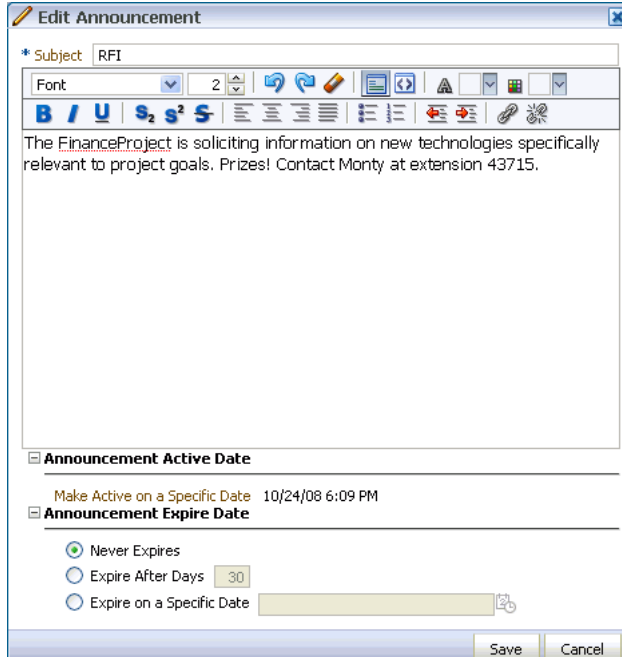 Edit Announcement
* Subject RFI
Font 2
B I U S2 S2 S
The FinanceProject is soliciting information on new technologies specifically
relevant to project goals. Prizes! Contact Monty at extension 43715.
Announcement Active Date
Make Active on a Specific Date 10/24/08 6:09 PM
Announcement Expire Date
Never Expires
Expire After Days 30
Expire on a Specific Date
Save Cancel